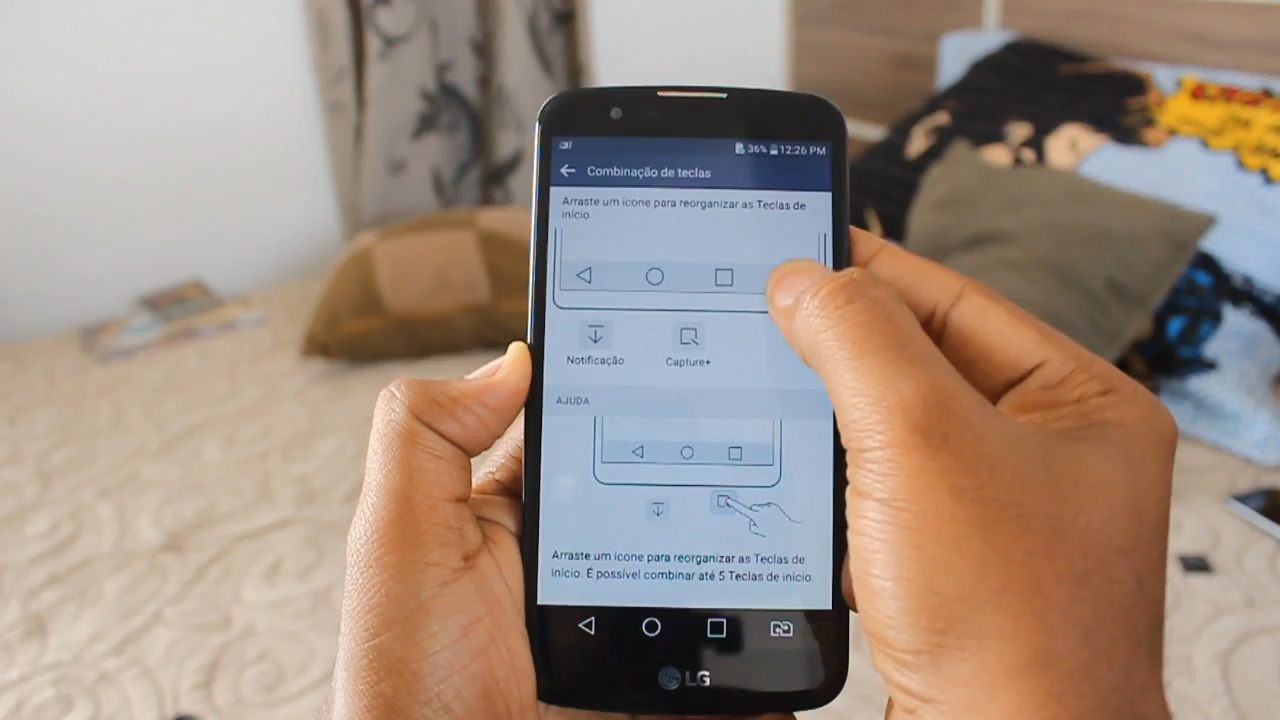 36% 12:26 PM
Combinação de teclas
Arraste um ícone para reorganizar as Teclas de
início.
Notificação Capture+
AJUDA
Arraste um ícone para reorganizar as Teclas de
início. É possível combinar até 5 Teclas de início.
LG